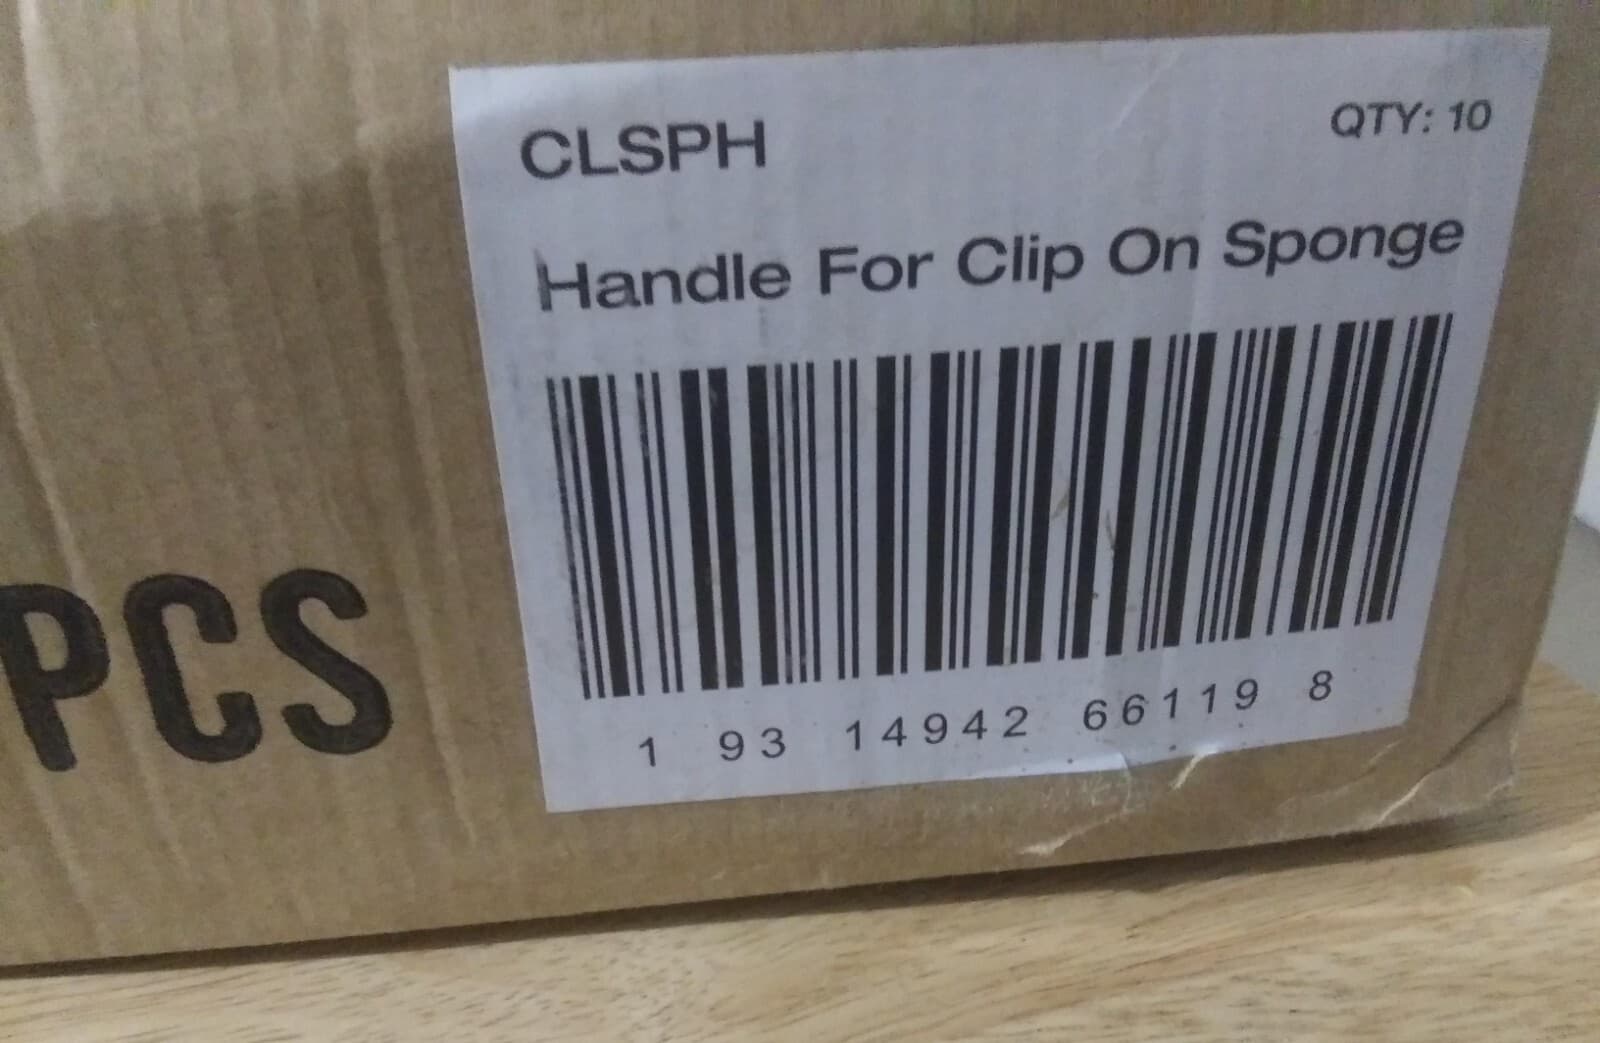 CLSPH
QTY: 10
Handle For Clip On Sponge
1 93 14942 66119 8
PCS